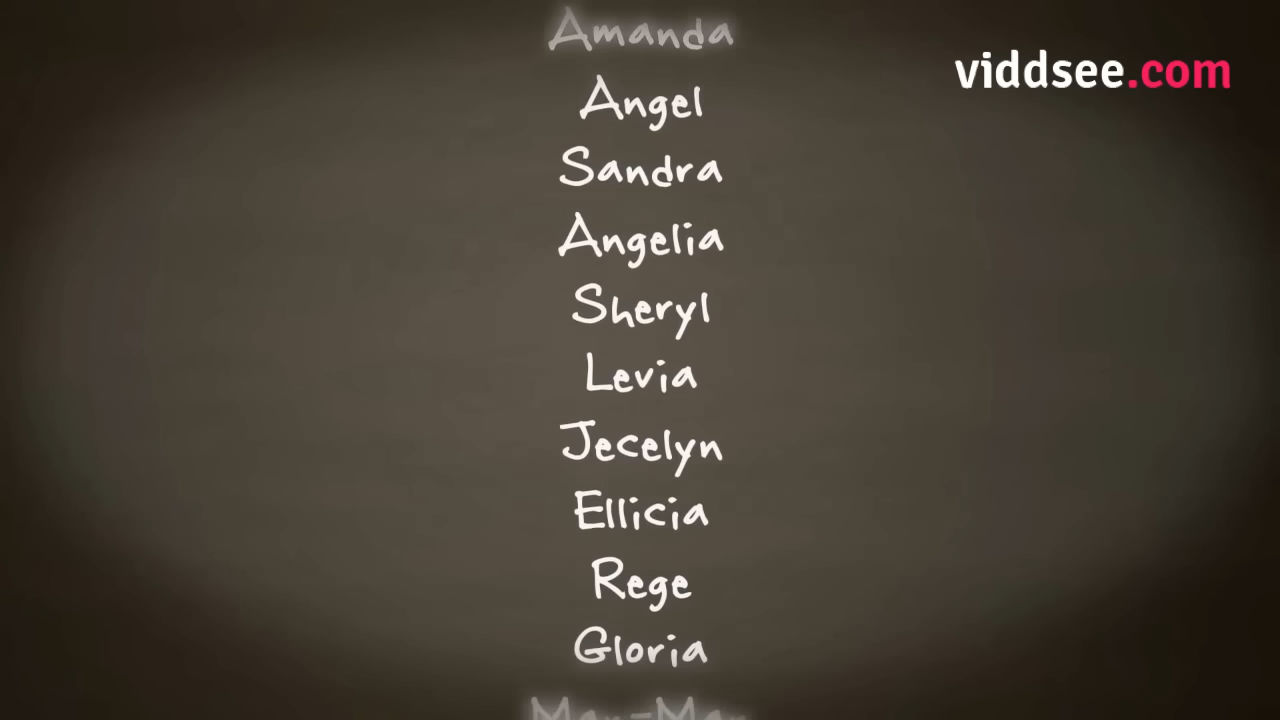 Amanda
viddsee.com
Angel
Sandra
Angelia
Sheryl
Levia
Jecelyn
Ellicia
Rege
Gloria